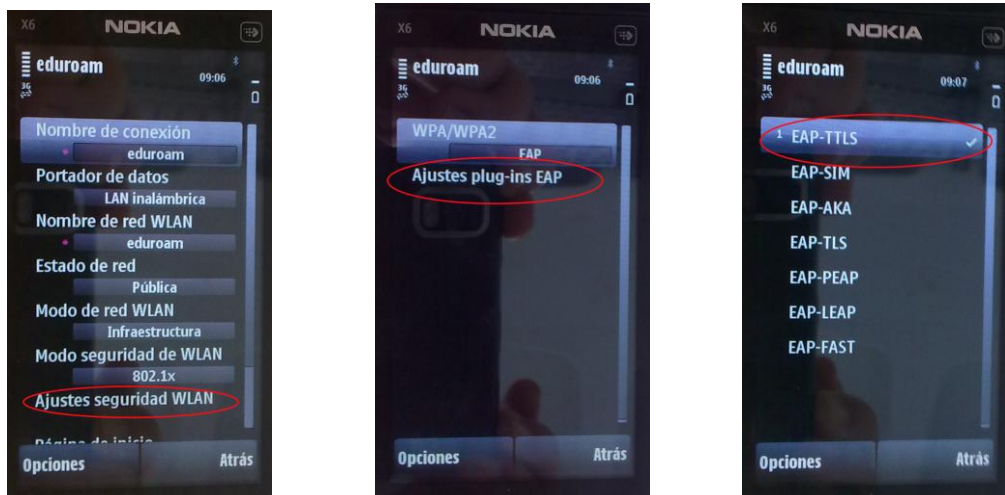 X6 NOKIA
eduroam
09:06
3G
Nombre de conexión
* eduroam
Portador de datos
LAN inalámbrica
Nombre de red WLAN
* eduroam
Estado de red
Pública
Modo de red WLAN
Infraestructura
Modo seguridad de WLAN
802.1x
Ajustes seguridad WLAN
Página de inicio
Opciones Atrás
X6 NOKIA
eduroam
09:06
3G
WPA/WPA2
EAP
Ajustes plug-ins EAP
Opciones Atrás
X6 NOKIA
eduroam
09:07
3G
1 EAP-TTLS
EAP-SIM
EAP-AKA
EAP-TLS
EAP-PEAP
EAP-LEAP
EAP-FAST
Opciones Atrás